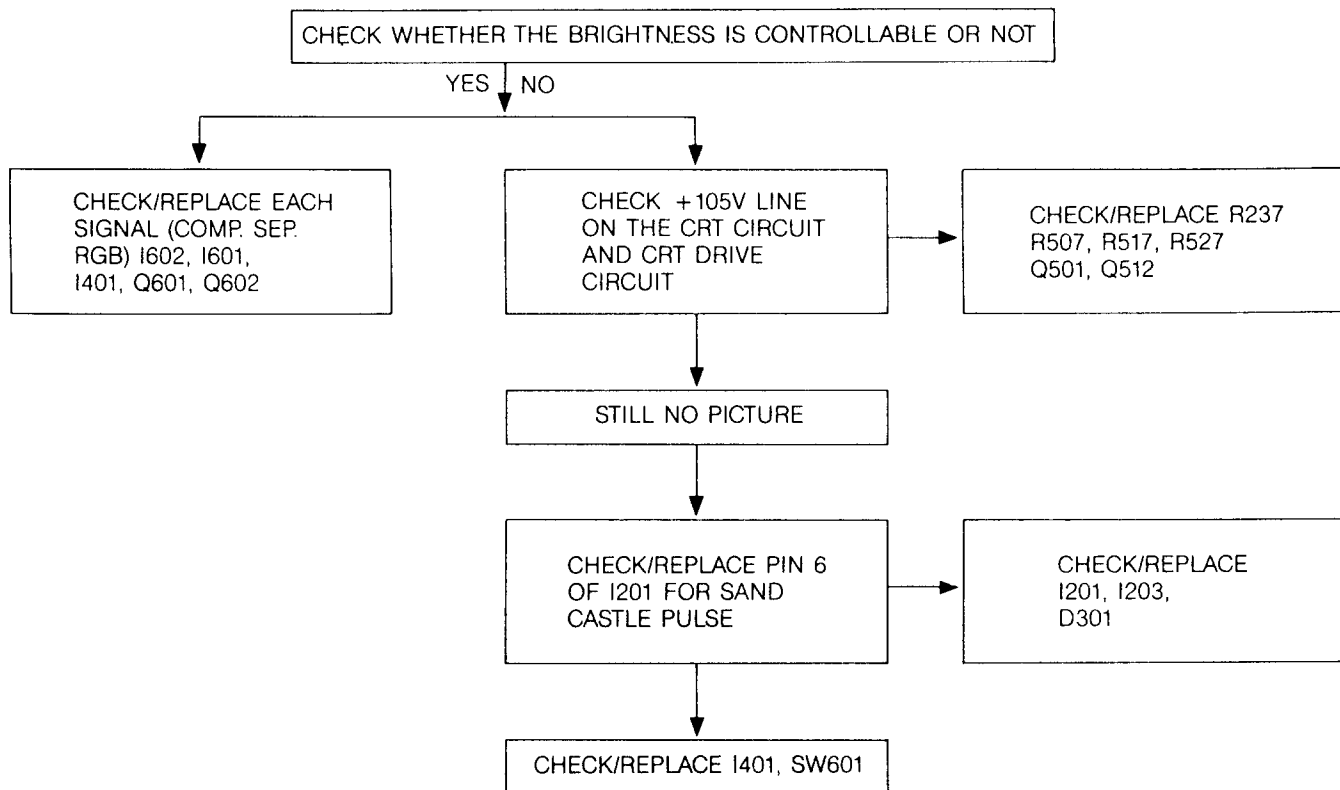 CHECK WHETHER THE BRIGHTNESS IS CONTROLLABLE OR NOT
YES NO
CHECK/REPLACE EACH
SIGNAL (COMP. SEP.
RGB) I602, I601,
I401, Q601, Q602
CHECK +105V LINE
ON THE CRT CIRCUIT
AND CRT DRIVE
CIRCUIT
CHECK/REPLACE R237
R507, R517, R527
Q501, Q512
STILL NO PICTURE
CHECK/REPLACE PIN 6
OF I201 FOR SAND
CASTLE PULSE
CHECK/REPLACE
I201, I203,
D301
CHECK/REPLACE I401, SW601